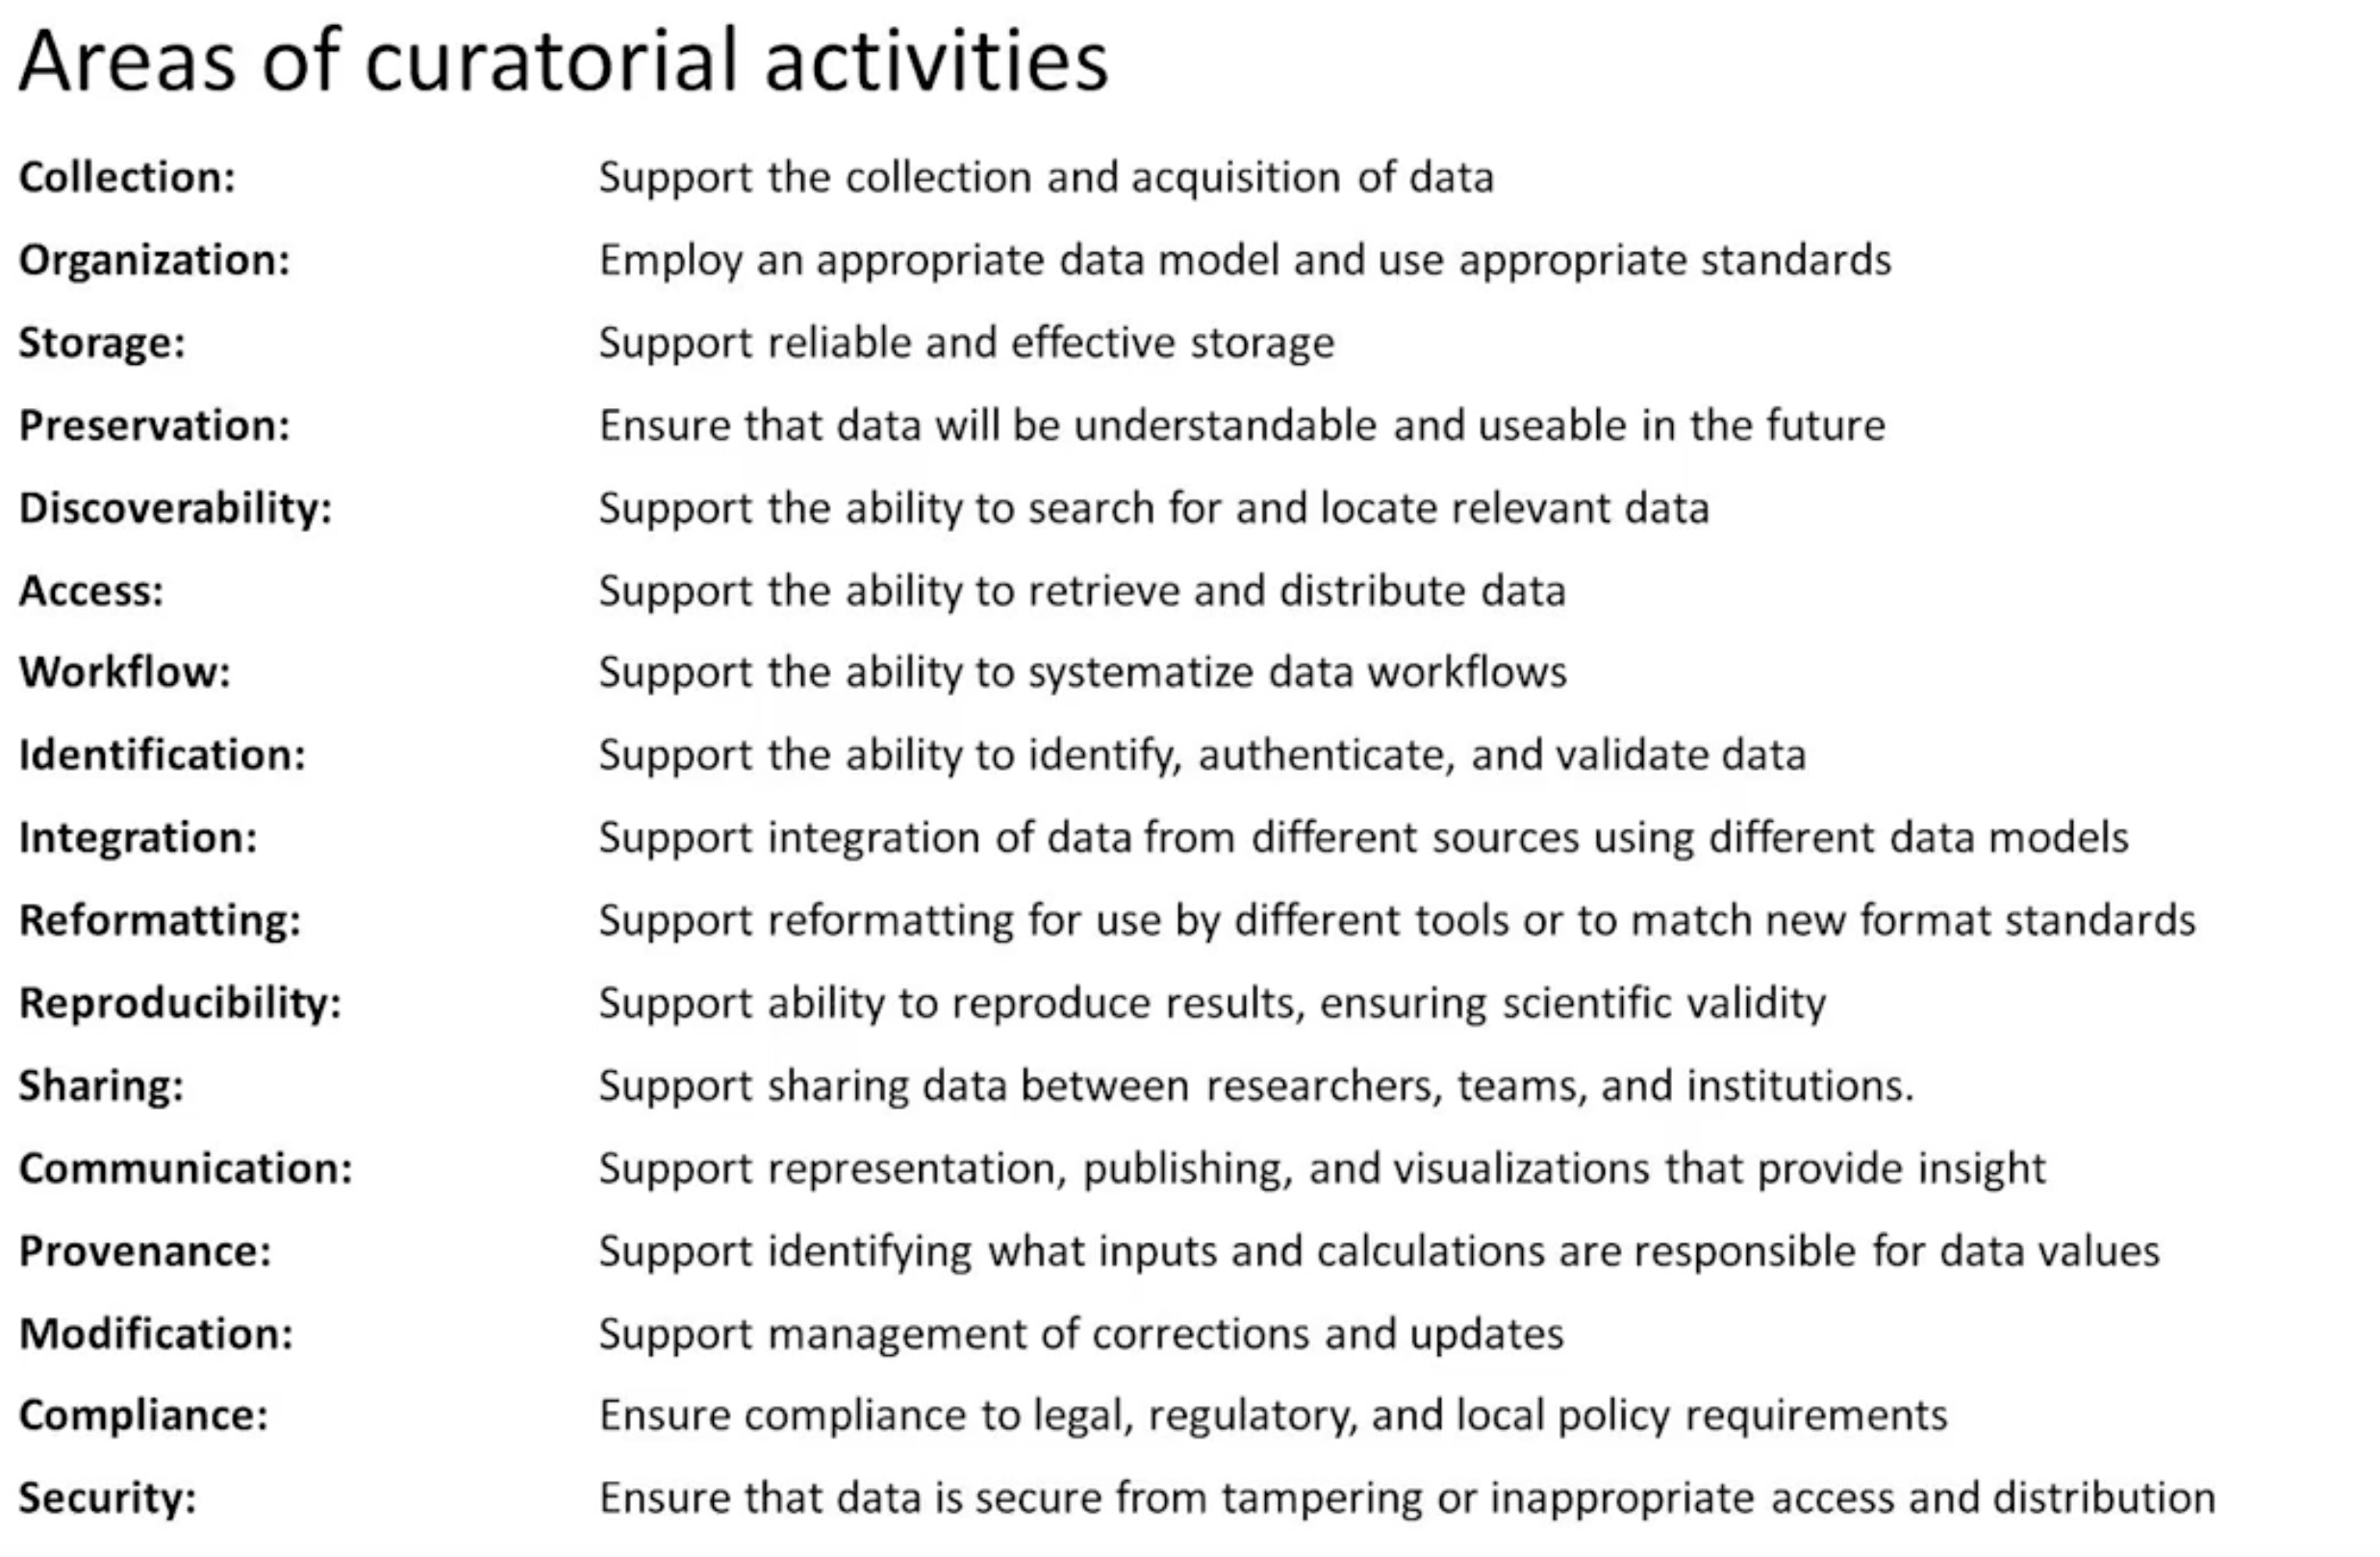 Areas of curatorial activities
Collection: Support the collection and acquisition of data
Organization: Employ an appropriate data model and use appropriate standards
Storage: Support reliable and effective storage
Preservation: Ensure that data will be understandable and useable in the future
Discoverability: Support the ability to search for and locate relevant data
Access: Support the ability to retrieve and distribute data
Workflow: Support the ability to systematize data workflows
Identification: Support the ability to identify, authenticate, and validate data
Integration: Support integration of data from different sources using different data models
Reformatting: Support reformatting for use by different tools or to match new format standards
Reproducibility: Support ability to reproduce results, ensuring scientific validity
Sharing: Support sharing data between researchers, teams, and institutions.
Communication: Support representation, publishing, and visualizations that provide insight
Provenance: Support identifying what inputs and calculations are responsible for data values
Modification: Support management of corrections and updates
Compliance: Ensure compliance to legal, regulatory, and local policy requirements
Security: Ensure that data is secure from tampering or inappropriate access and distribution